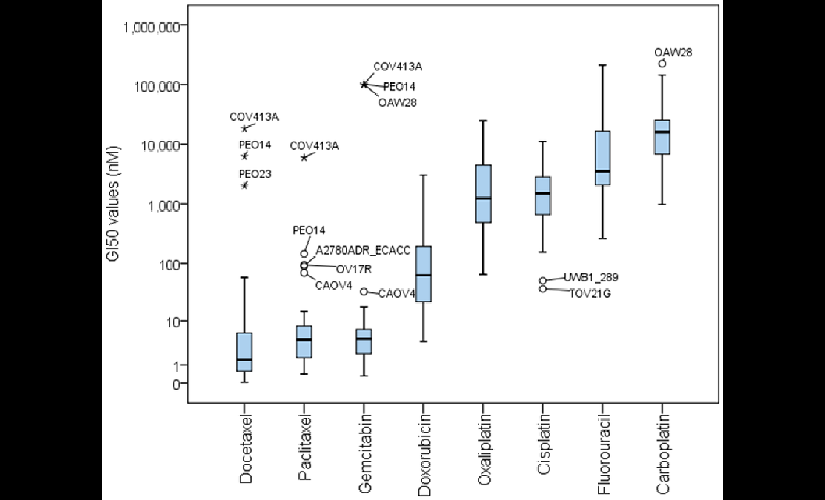 1,000,000
100,000
10,000
1,000
100
10
1
0
GI50 values (nM)
COV413A
PEO14
PEO23
COV413A
PEO14
A2780ADR_ECACC
OV17R
CAOV4
COV413A
PEO14
OAW28
CAOV4
UWB1_289
TOV21G
OAW28
Docetaxel
Paclitaxel
Gemcitabin
Doxorubicin
Oxaliplatin
Cisplatin
Fluorouracil
Carboplatin